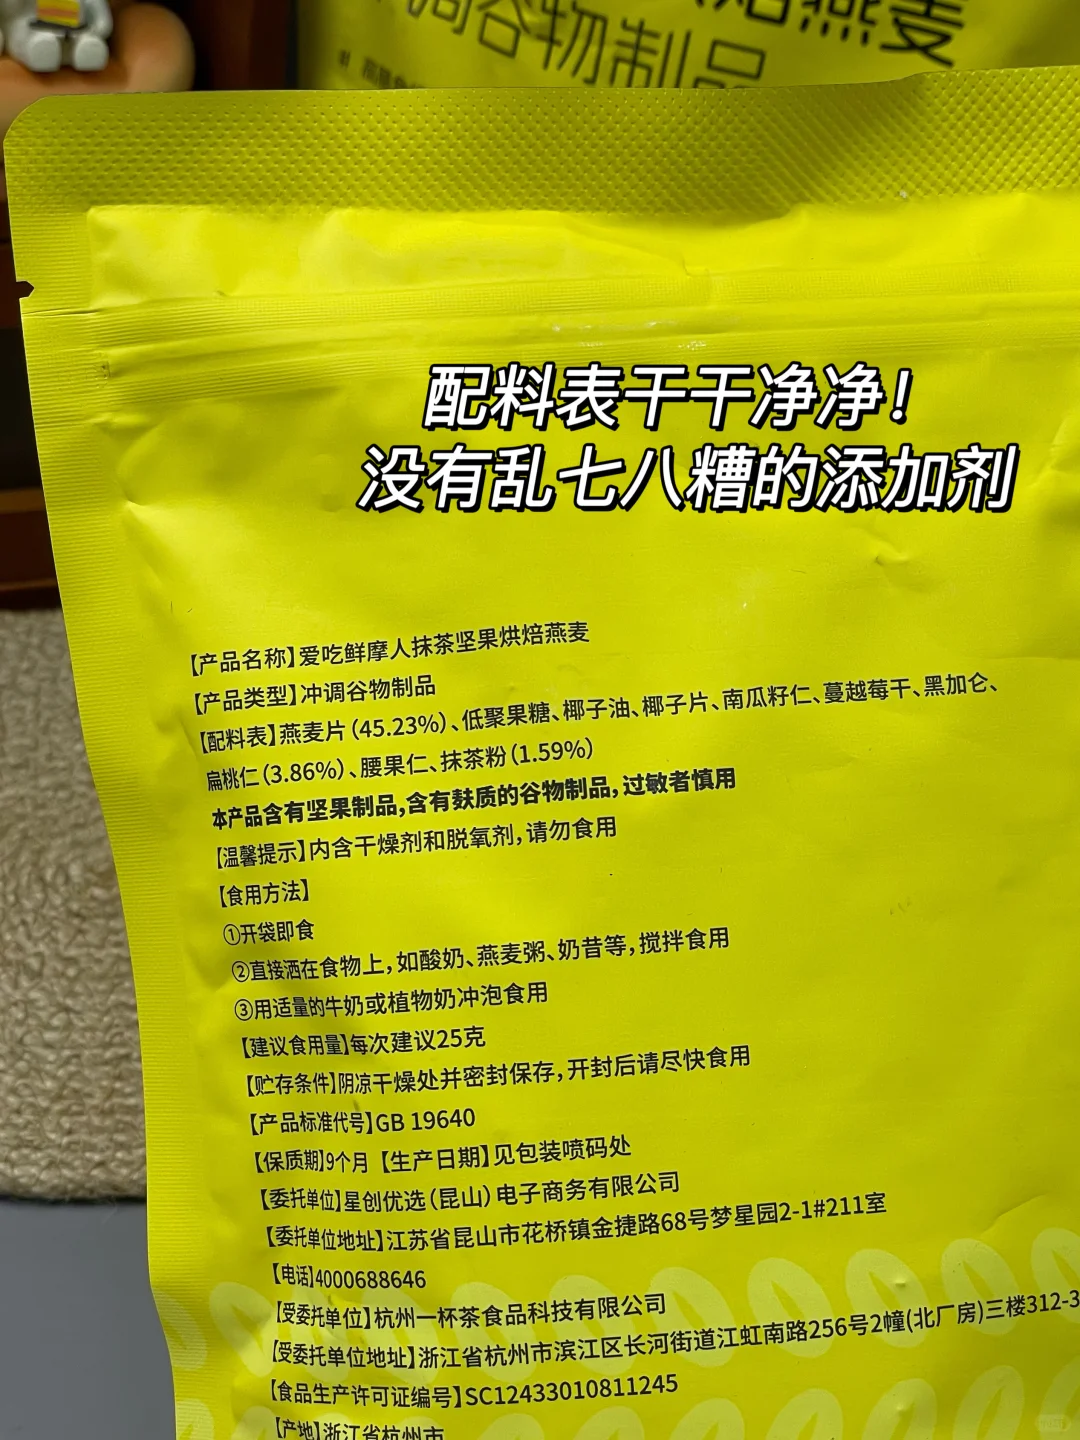 焙燕麦
调谷物制品
配料表干干净净！
没有乱七八糟的添加剂
【产品名称】爱吃鲜摩人抹茶坚果烘焙燕麦
【产品类型】冲调谷物制品
【配料表】燕麦片（45.23%）、低聚果糖、椰子油、椰子片、南瓜籽仁、蔓越莓干、黑加仑、
扁桃仁（3.86%）、腰果仁、抹茶粉（1.59%）
本产品含有坚果制品，含有麸质的谷物制品，过敏者慎用
【温馨提示】内含干燥剂和脱氧剂，请勿食用
【食用方法】
①开袋即食
②直接洒在食物上，如酸奶、燕麦粥、奶昔等，搅拌食用
③用适量的牛奶或植物奶冲泡食用
【建议食用量】每次建议25克
【贮存条件】阴凉干燥处并密封保存，开封后请尽快食用
【产品标准代号】GB 19640
【保质期】9个月【生产日期】见包装喷码处
【委托单位】星创优选（昆山）电子商务有限公司
【委托单位地址】江苏省昆山市花桥镇金捷路68号梦星园2-1#211室
【电话】4000688646
【受委托单位】杭州一杯茶食品科技有限公司
【受委托单位地址】浙江省杭州市滨江区长河街道江虹南路256号2幢(北厂房)三楼312-3
【食品生产许可证编号】SC12433010811245
【产地】浙江省杭州市